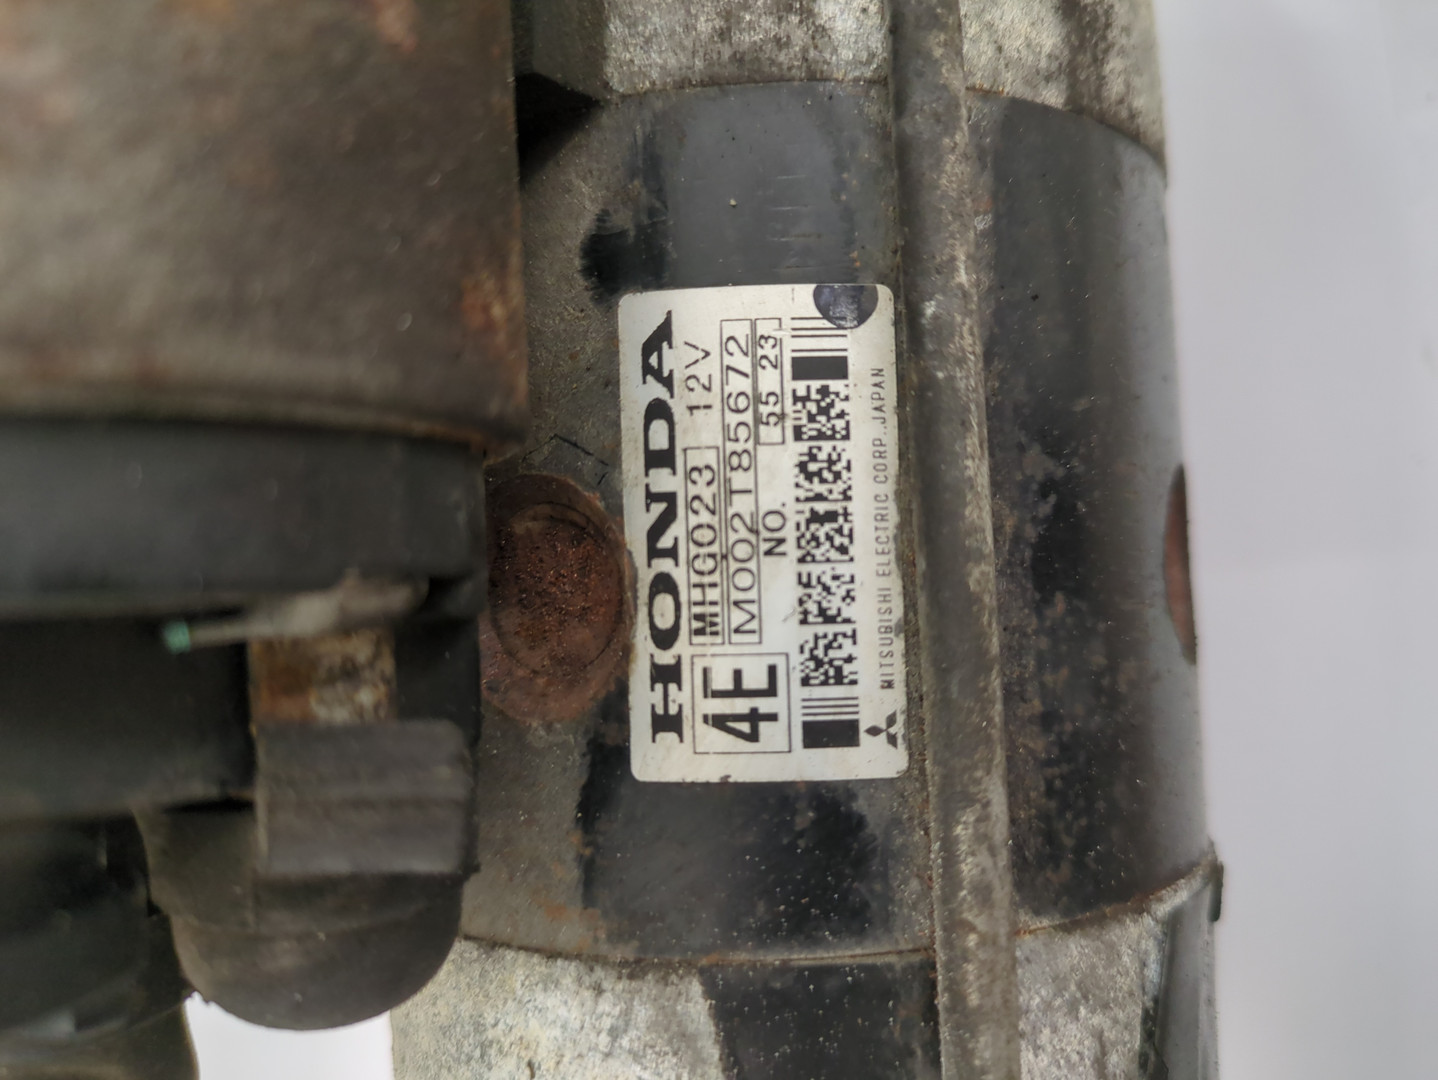 HONDA
MHG023 12V
4E M002T85672
NO. 55 23
MITSUBISHI ELECTRIC CORP. JAPAN